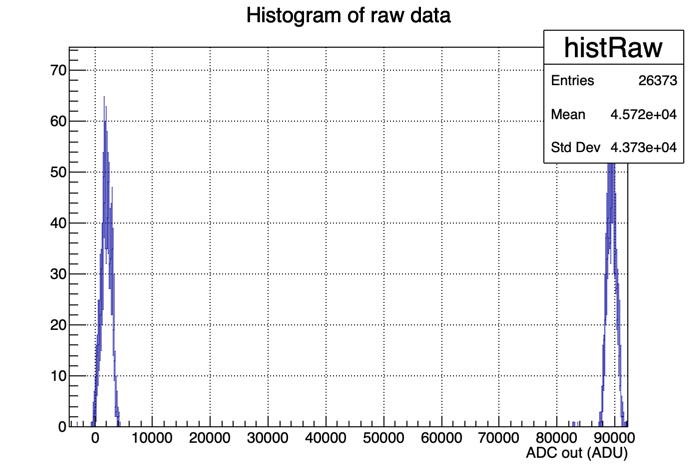 Histogram of raw data
histRaw
Entries 26373
Mean 4.572e+04
Std Dev 4.373e+04
70
60
50
40
30
20
10
0
0 10000 20000 30000 40000 50000 60000 70000 80000 90000
ADC out (ADU)